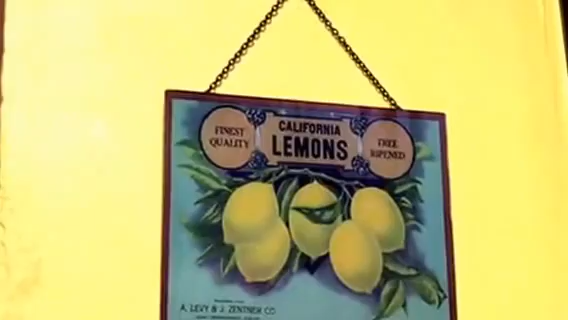 FINEST
QUALITY
CALIFORNIA
LEMONS
TREE
RIPENED
A. LEVY & J. ZENTNER CO